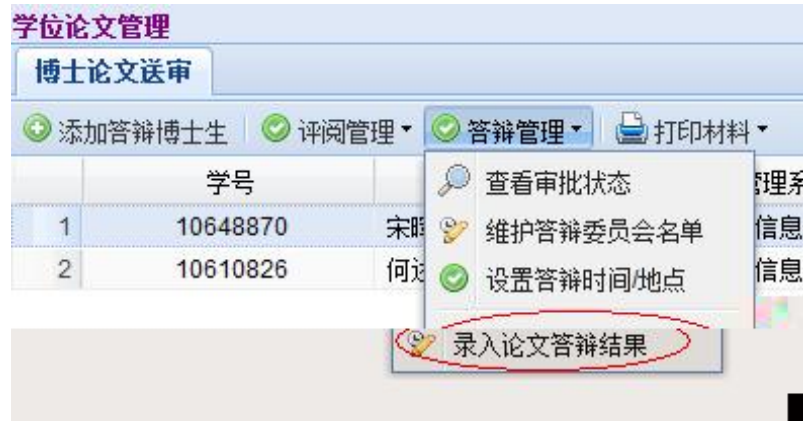 学位论文管理
博士论文送审
添加答辩博士生 评阅管理 答辩管理 打印材料
学号 管理系
1 10648870 宋 信息
2 10610826 何 信息
查看审批状态
维护答辩委员会名单
设置答辩时间/地点
录入论文答辩结果